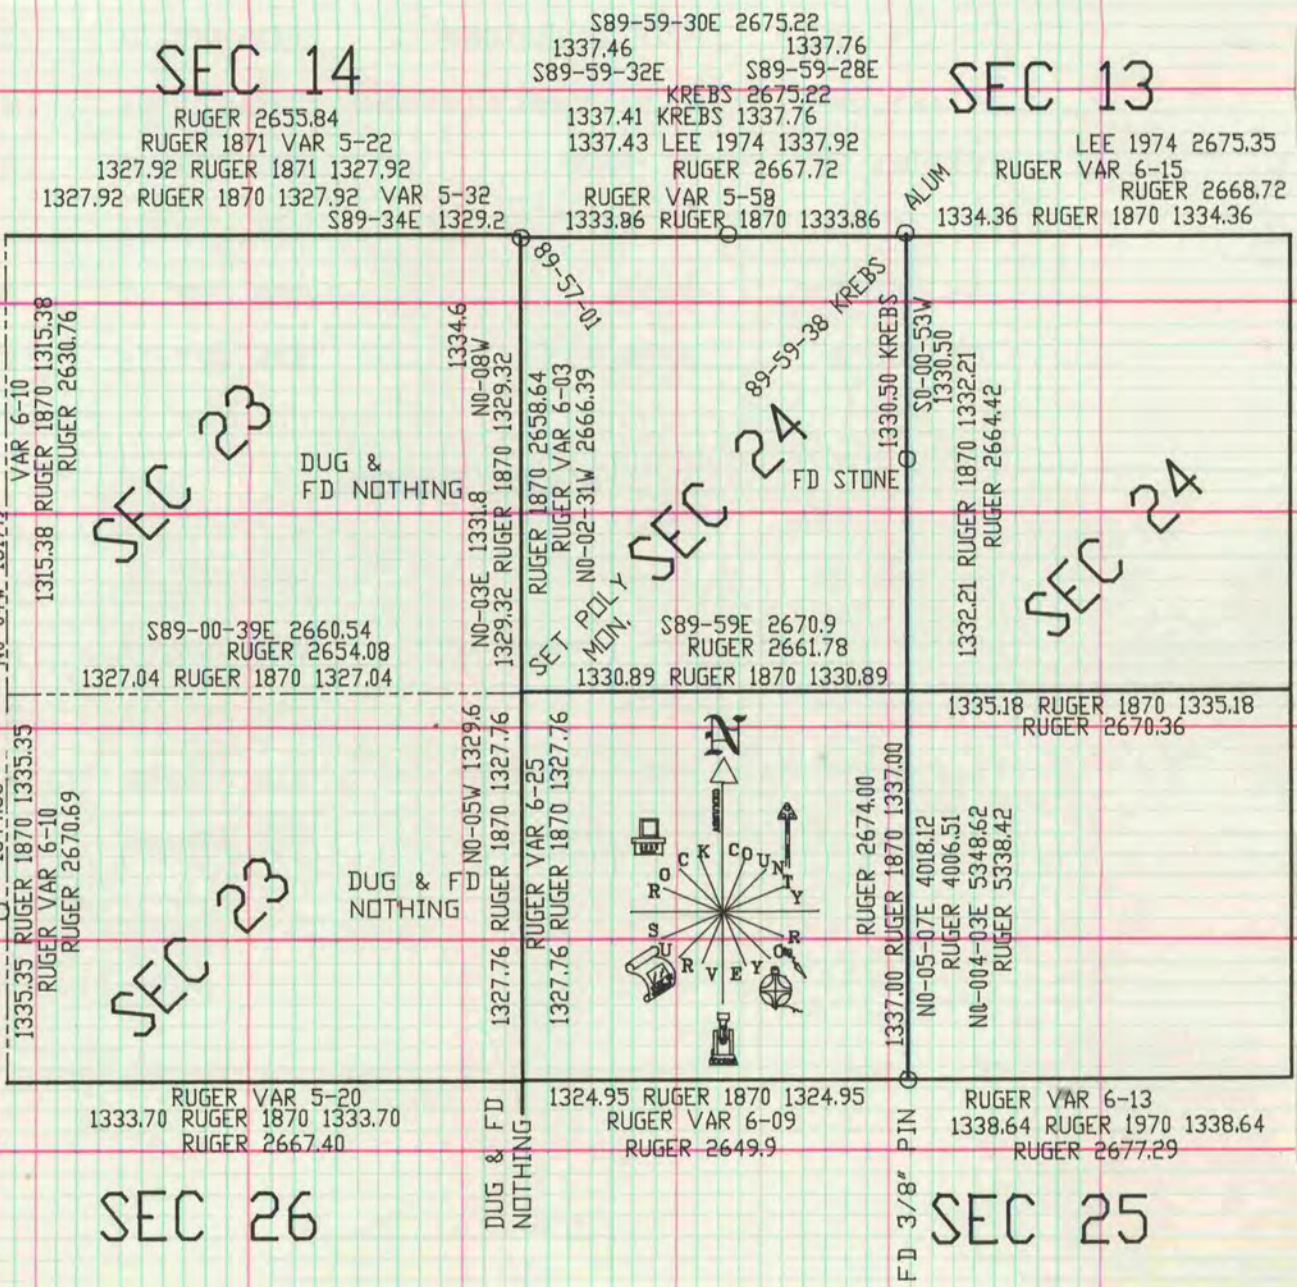 S89-59-30E 2675.22
1337.46 1337.76
S89-59-32E S89-59-28E
KREBS 2675.22
1337.41 KREBS 1337.76
1337.43 LEE 1974 1337.92
RUGER 2667.72
RUGER VAR 5-58
1333.86 RUGER 1870 1333.86
SEC 14
RUGER 2655.84
RUGER 1871 VAR 5-22
1327.92 RUGER 1871 1327.92
1327.92 RUGER 1870 1327.92 VAR 5-32
S89-34E 1329.2
SEC 13
LEE 1974 2675.35
RUGER VAR 6-15
RUGER 2668.72
1334.36 RUGER 1870 1334.36
ALUM
VAR 6-10
1315.38 RUGER 1870 1315.38
RUGER 2630.76
SEC 23
DUG &
FD NOTHING
1334.6
N0-08W
N0-03E 1331.8
1329.32 RUGER 1870 1329.32
89-57-01
RUGER 1870 2658.64
RUGER VAR 6-03
N0-02-31W 2666.39
SET POLY
MON.
SEC 24
89-59-38 KREBS
FD STONE
1330.50 KREBS
S0-00-53W
1330.50
1332.21 RUGER 1870 1332.21
RUGER 2664.42
SEC 24
S89-00-39E 2660.54
RUGER 2654.08
1327.04 RUGER 1870 1327.04
S89-59E 2670.9
RUGER 2661.78
1330.89 RUGER 1870 1330.89
1335.18 RUGER 1870 1335.18
RUGER 2670.36
1335.35 RUGER 1870 1335.35
RUGER VAR 6-10
RUGER 2670.69
SEC 23
DUG & FD
NOTHING
N0-05W 1329.6
1327.76 RUGER 1870 1327.76
RUGER VAR 6-25
1327.76 RUGER 1870 1327.76
N
ROCK COUNTY
SURVEYOR
RUGER 2674.00
1337.00 RUGER 1870 1337.00
N0-05-07E 4018.12
RUGER 4006.51
N0-004-03E 5348.62
RUGER 5338.42
RUGER VAR 5-20
1333.70 RUGER 1870 1333.70
RUGER 2667.40
SEC 26
DUG & FD
NOTHING
1324.95 RUGER 1870 1324.95
RUGER VAR 6-09
RUGER 2649.9
FD 3/8" PIN
RUGER VAR 6-13
1338.64 RUGER 1970 1338.64
RUGER 2677.29
SEC 25